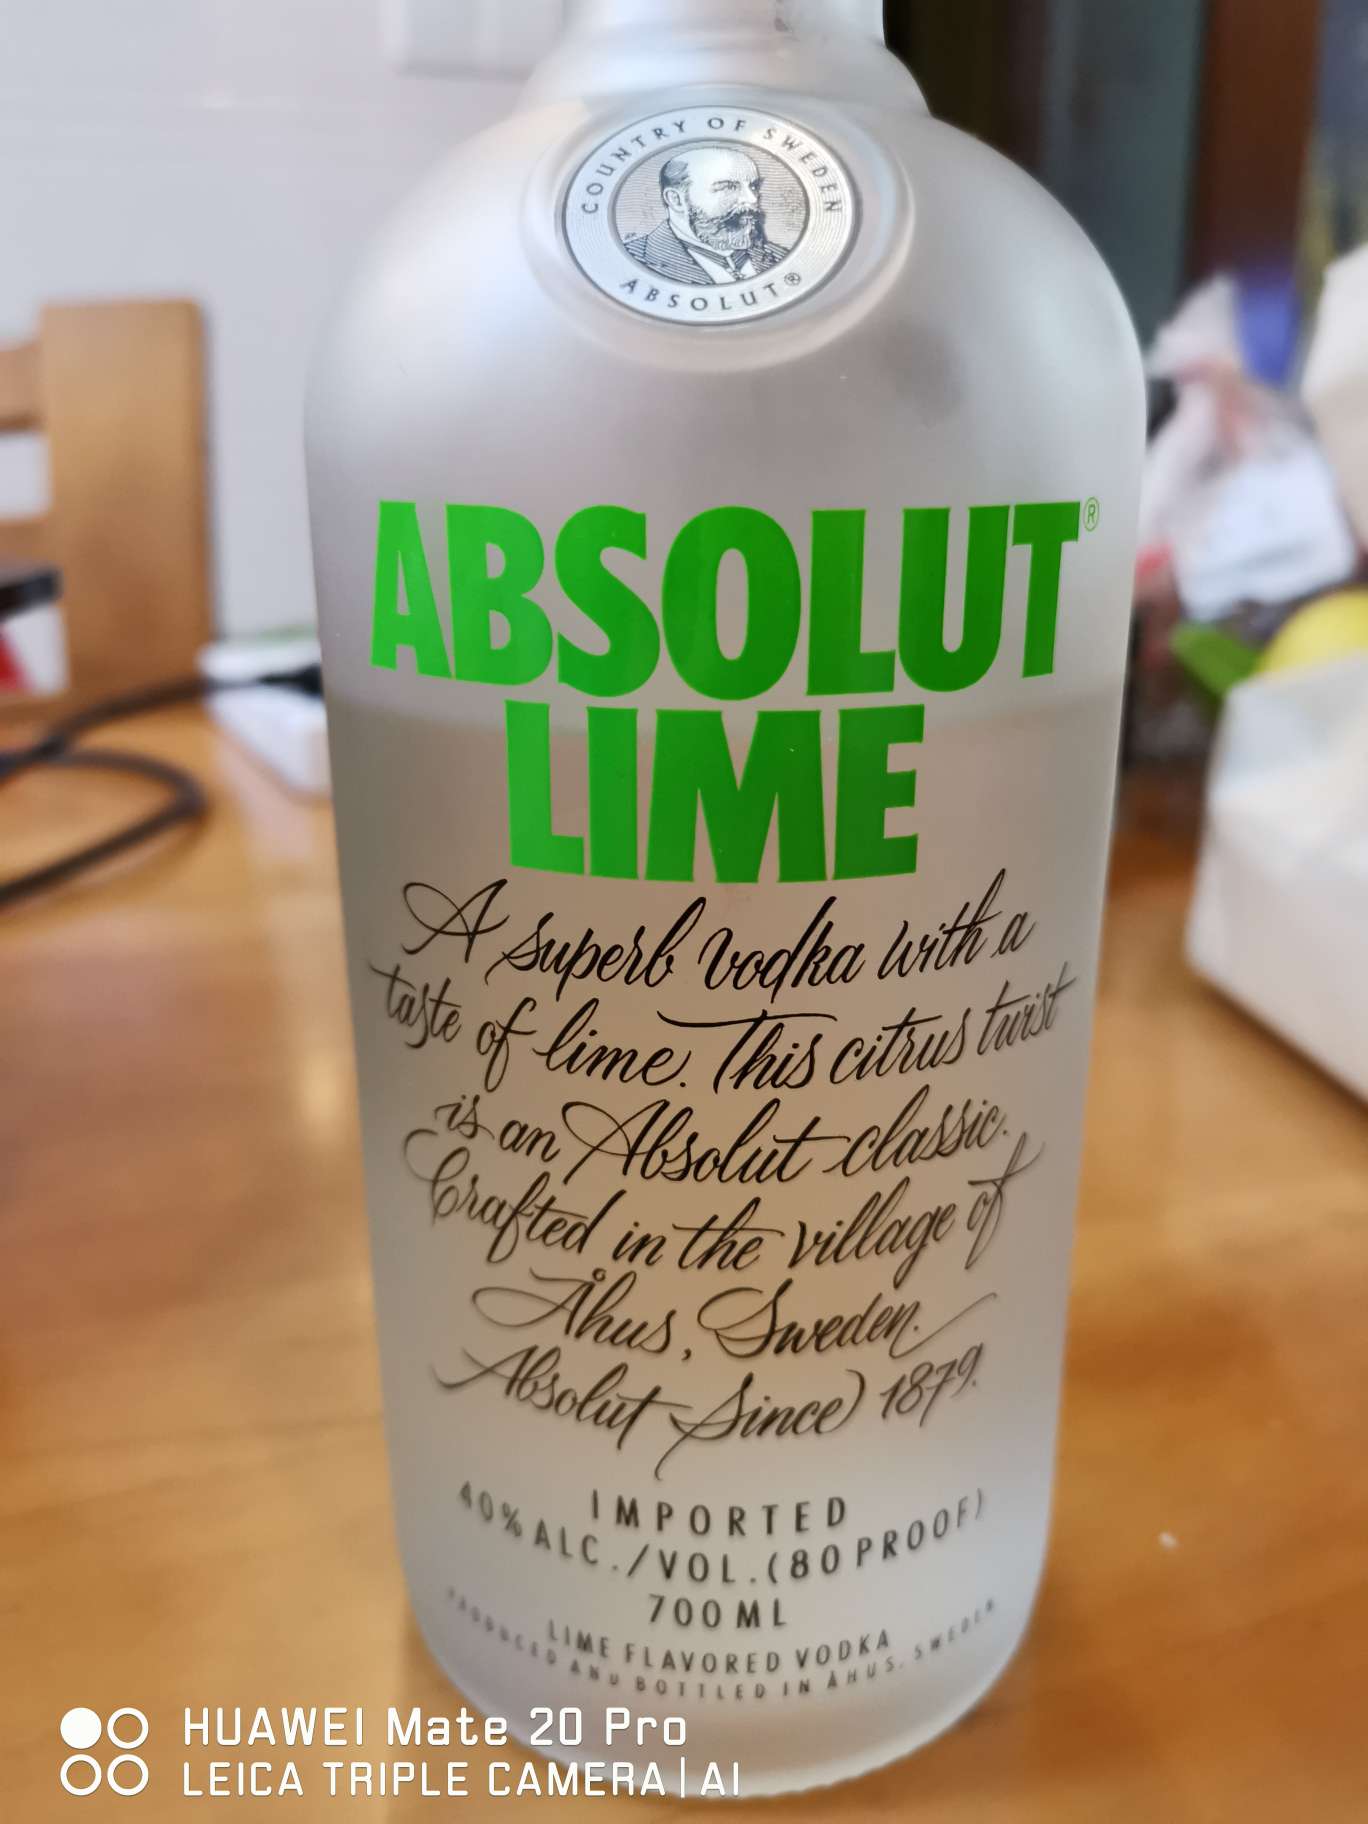 COUNTRY OF SWEDEN
ABSOLUT®
ABSOLUT®
LIME
A superb vodka with a
taste of lime. This citrus twist
is an Absolut classic.
Crafted in the village of
Åhus, Sweden.
Absolut Since 1879.
IMPORTED
40% ALC./VOL. (80 PROOF)
700ML
LIME FLAVORED VODKA
PRODUCED AND BOTTLED IN ÅHUS, SWEDEN
HUAWEI Mate 20 Pro
LEICA TRIPLE CAMERA | AI